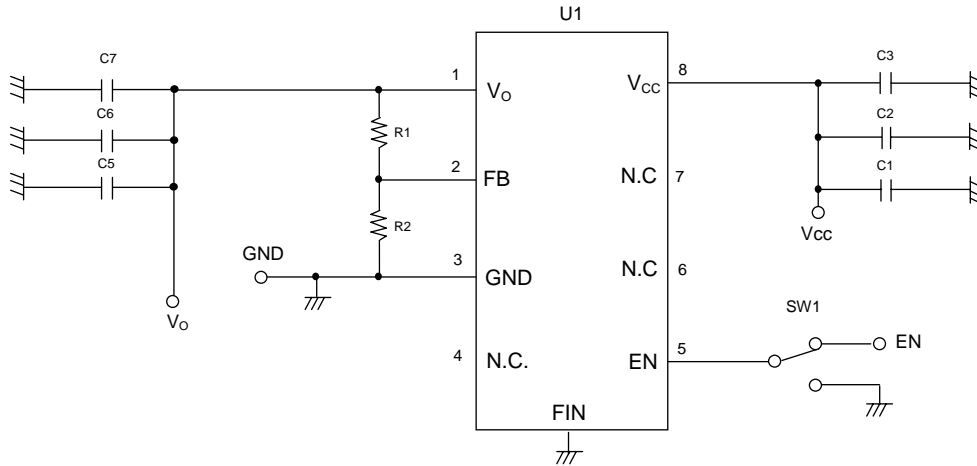 U1
C7
C6
C5
1
VO
R1
2
FB
R2
GND
3
GND
VO
4
N.C.
FIN
8
VCC
C3
C2
C1
Vcc
N.C
7
N.C
6
SW1
5
EN
EN